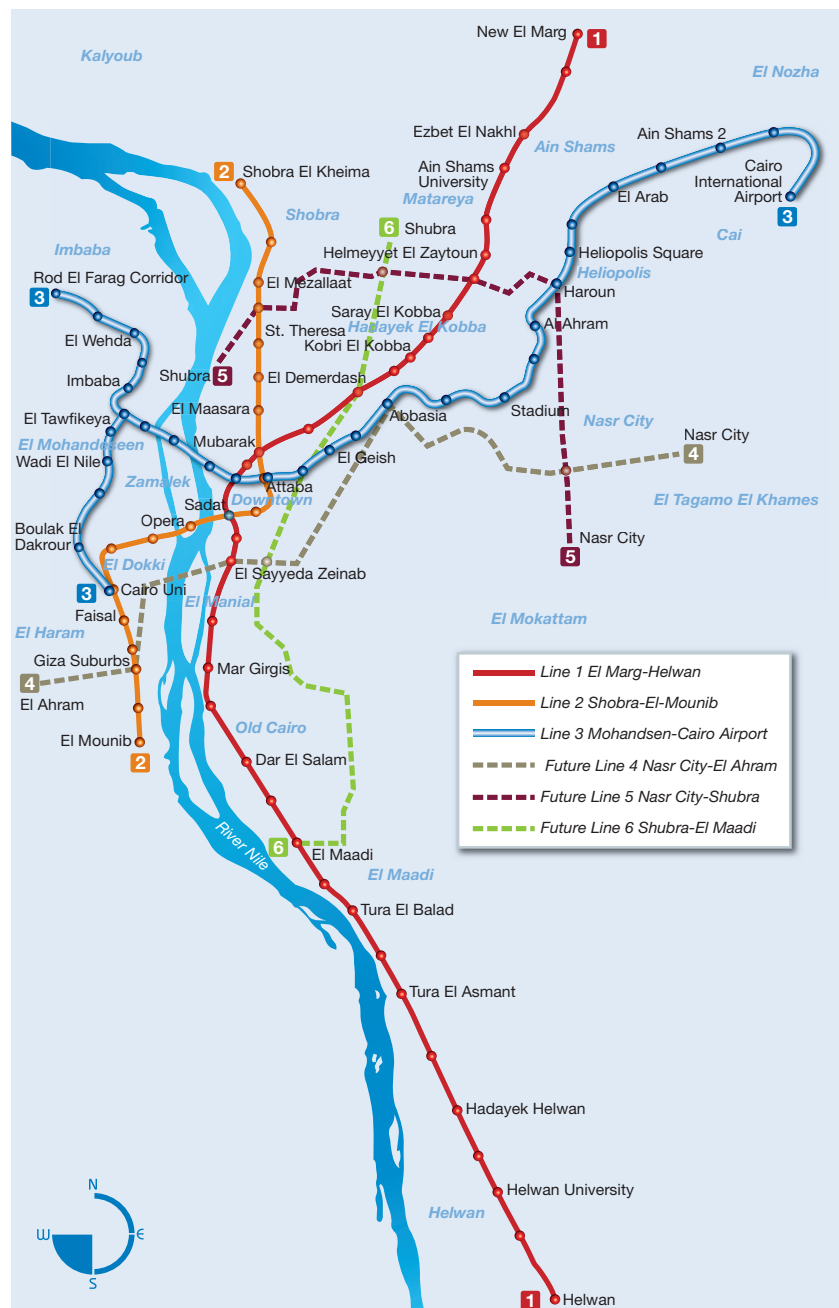 New El Marg
1
Kalyoub
El Nozha
Ezbet El Nakhl
Ain Shams 2
Ain Shams
Ain Shams
University
Cairo
International
Airport
2
Shobra El Kheima
El Arab
Matareya
3
Shobra
6
Shubra
Cai
Imbaba
Helmeyyet El Zaytoun
Heliopolis Square
Heliopolis
Rod El Farag Corridor
3
El Mezallaat
Haroun
Saray El Kobba
Hadayek El Kobba
Al Ahram
St. Theresa
El Wehda
Kobri El Kobba
Shubra
5
El Demerdash
Imbaba
El Maasara
Abbasia
Stadium
El Tawfikeya
Nasr City
Nasr City
4
El Mohandeseen
Mubarak
El Geish
Wadi El Nile
Zamalek
Attaba
Sadat
Downtown
El Tagamo El Khames
Boulak El
Dakrour
Opera
Nasr City
5
El Dokki
El Sayyeda Zeinab
3
Cairo Uni
El Manial
Faisal
El Mokattam
El Haram
Giza Suburbs
4
Mar Girgis
El Ahram
Old Cairo
El Mounib
2
Dar El Salam
Line 1 El Marg-Helwan
Line 2 Shobra-El-Mounib
Line 3 Mohandsen-Cairo Airport
Future Line 4 Nasr City-El Ahram
Future Line 5 Nasr City-Shubra
Future Line 6 Shubra-El Maadi
River Nile
6
El Maadi
El Maadi
Tura El Balad
Tura El Asmant
Hadayek Helwan
Helwan University
Helwan
N
W
E
S
1
Helwan